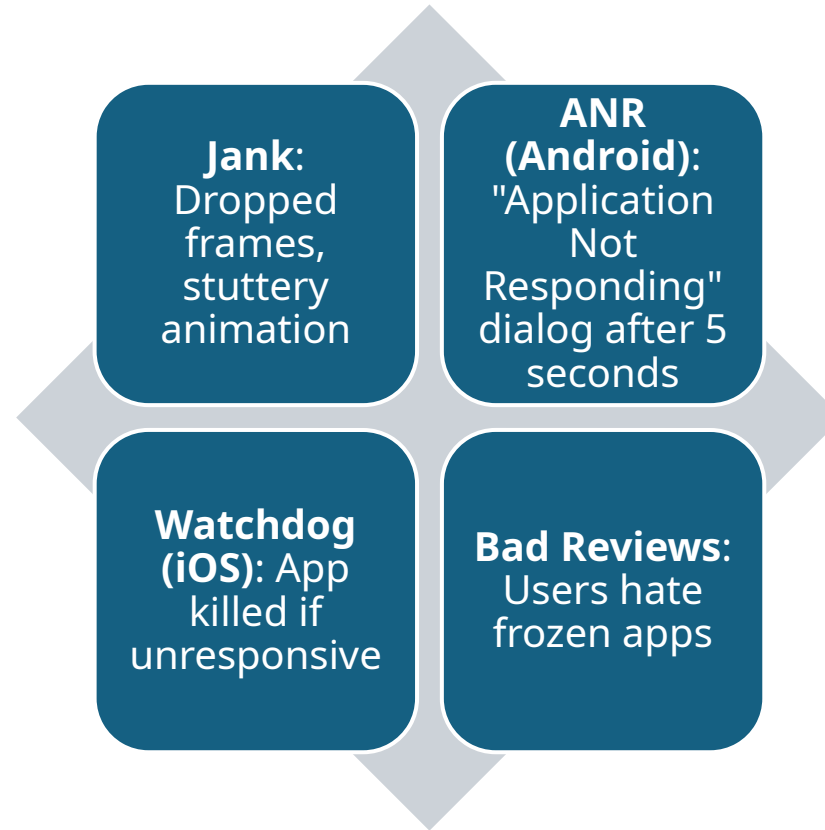 Jank:
Dropped
frames,
stuttery
animation
ANR
(Android):
"Application
Not
Responding"
dialog after 5
seconds
Watchdog
(iOS): App
killed if
unresponsive
Bad Reviews:
Users hate
frozen apps